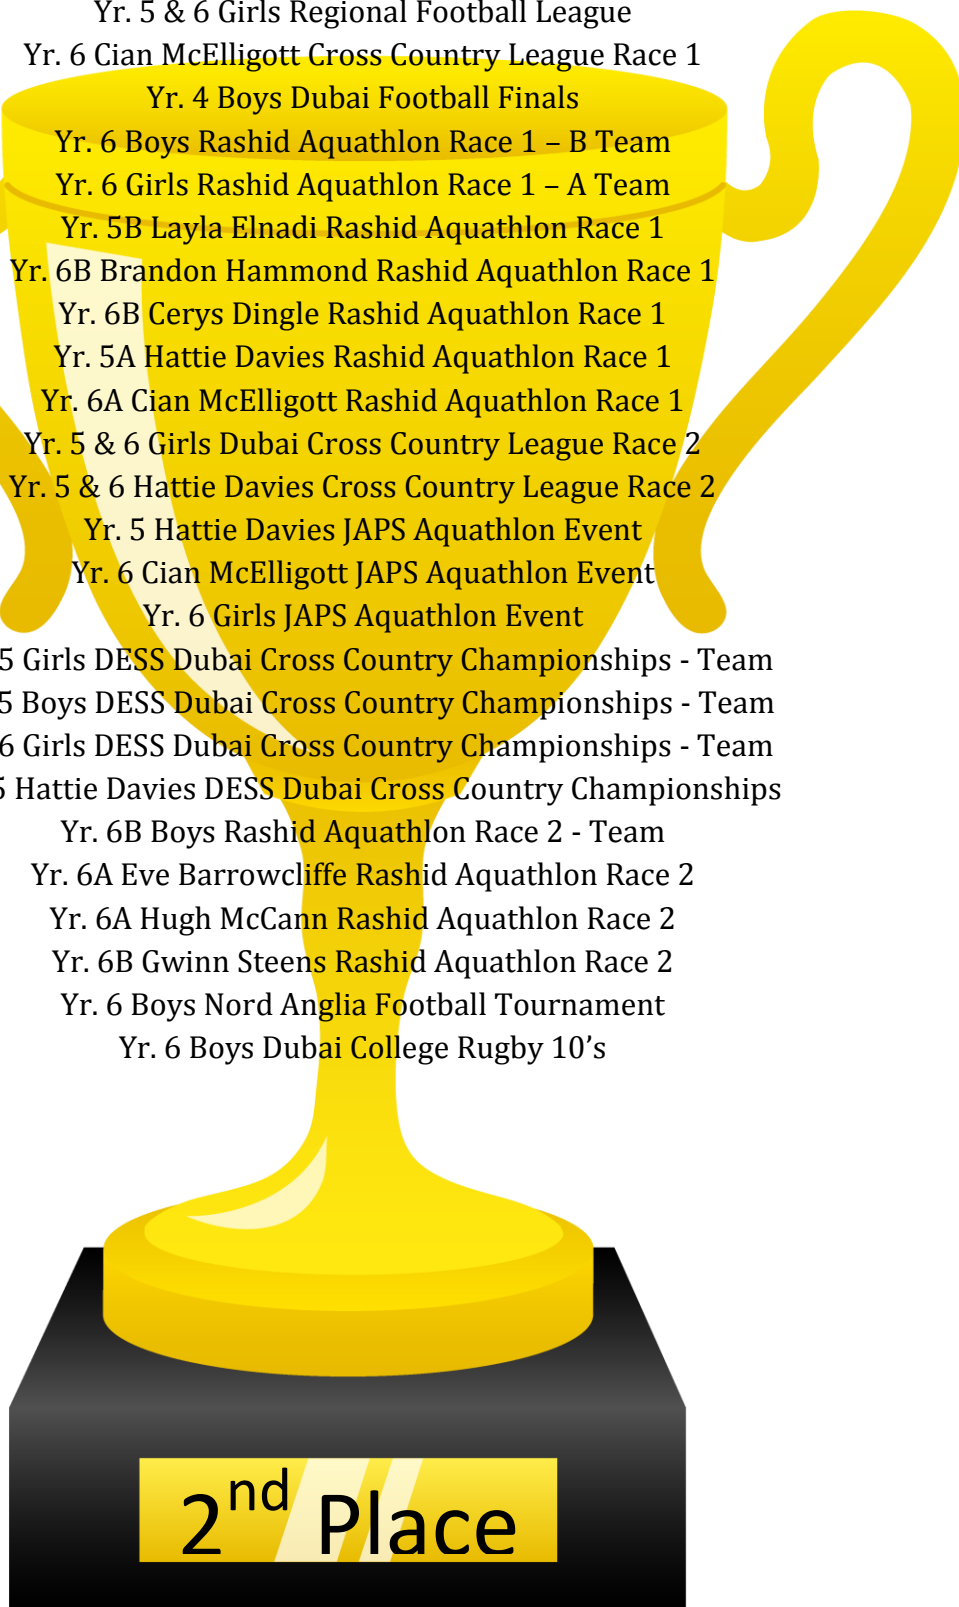 Yr. 5 & 6 Girls Regional Football League
Yr. 6 Cian McElligott Cross Country League Race 1
Yr. 4 Boys Dubai Football Finals
Yr. 6 Boys Rashid Aquathlon Race 1 – B Team
Yr. 6 Girls Rashid Aquathlon Race 1 – A Team
Yr. 5B Layla Elnadi Rashid Aquathlon Race 1
Yr. 6B Brandon Hammond Rashid Aquathlon Race 1
Yr. 6B Cerys Dingle Rashid Aquathlon Race 1
Yr. 5A Hattie Davies Rashid Aquathlon Race 1
Yr. 6A Cian McElligott Rashid Aquathlon Race 1
Yr. 5 & 6 Girls Dubai Cross Country League Race 2
Yr. 5 & 6 Hattie Davies Cross Country League Race 2
Yr. 5 Hattie Davies JAPS Aquathlon Event
Yr. 6 Cian McElligott JAPS Aquathlon Event
Yr. 6 Girls JAPS Aquathlon Event
5 Girls DESS Dubai Cross Country Championships - Team
5 Boys DESS Dubai Cross Country Championships - Team
6 Girls DESS Dubai Cross Country Championships - Team
5 Hattie Davies DESS Dubai Cross Country Championships
Yr. 6B Boys Rashid Aquathlon Race 2 - Team
Yr. 6A Eve Barrowcliffe Rashid Aquathlon Race 2
Yr. 6A Hugh McCann Rashid Aquathlon Race 2
Yr. 6B Gwinn Steens Rashid Aquathlon Race 2
Yr. 6 Boys Nord Anglia Football Tournament
Yr. 6 Boys Dubai College Rugby 10’s
2nd Place